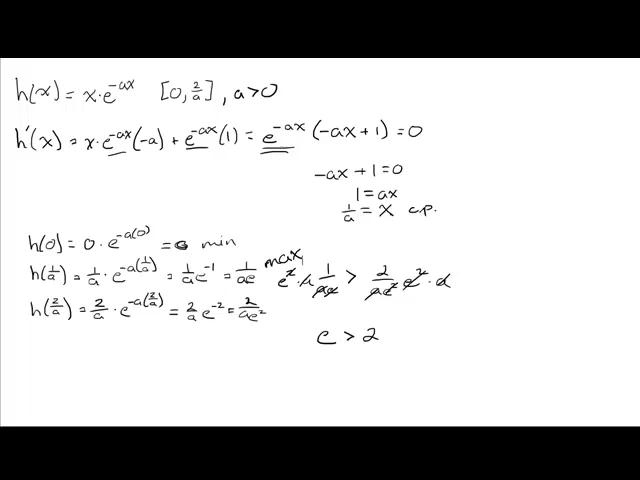 h(x) = x·e^{-ax} [0, 2/a], a>0
h'(x) = x·e^{-ax}(-a) + e^{-ax}(1) = e^{-ax}(-ax+1) = 0
-ax+1=0
1=ax
1/a = x c.p.
h(0) = 0·e^{-a(0)} = 0 min
h(1/a) = 1/a · e^{-a(1/a)} = 1/a e^{-1} = 1/ae max
e^2·a 1/ae > 2/ae^2 e^2·a
h(2/a) = 2/a · e^{-a(2/a)} = 2/a e^{-2} = 2/ae^2
e > 2